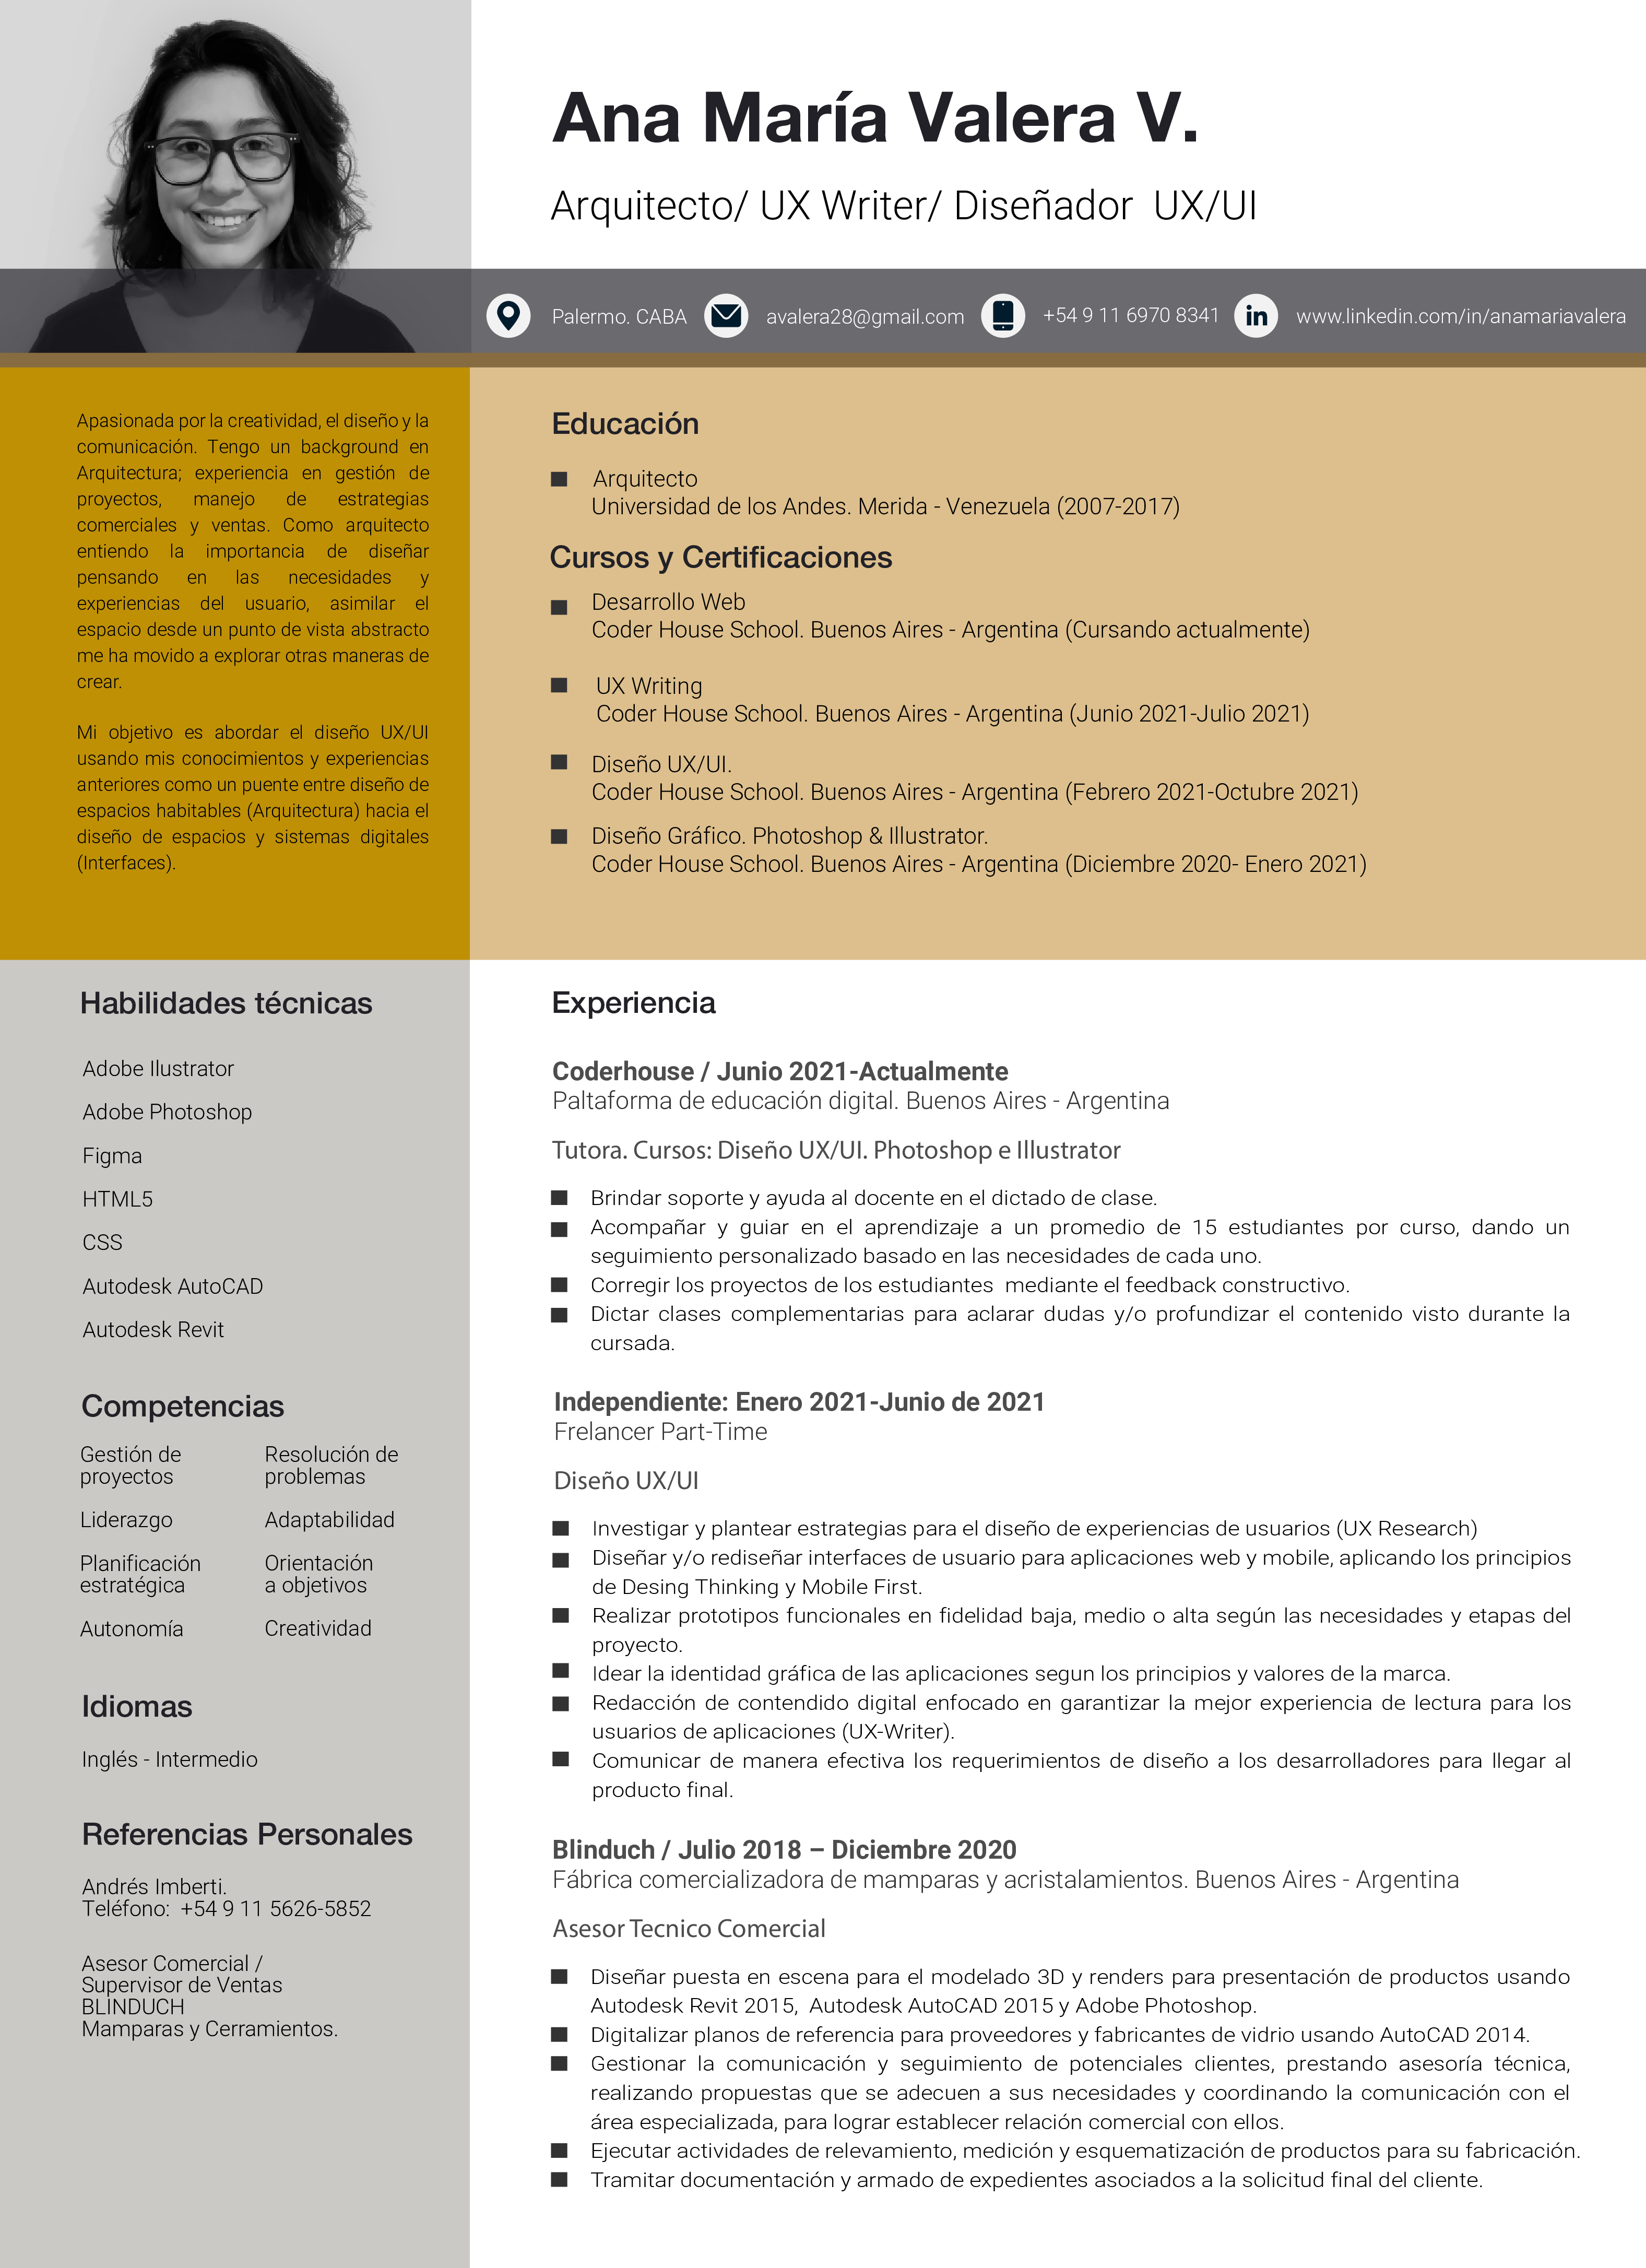 Ana María Valera V.
Arquitecto/ UX Writer/ Diseñador UX/UI
Palermo. CABA
avalera28@gmail.com
+54 9 11 6970 8341
in
www.linkedin.com/in/anamariavalera
Apasionada por la creatividad, el diseño y la
comunicación. Tengo un background en
Arquitectura; experiencia en gestión de
proyectos, manejo de estrategias
comerciales y ventas. Como arquitecto
entiendo la importancia de diseñar
pensando en las necesidades y
experiencias del usuario, asimilar el
espacio desde un punto de vista abstracto
me ha movido a explorar otras maneras de
crear.
Mi objetivo es abordar el diseño UX/UI
usando mis conocimientos y experiencias
anteriores como un puente entre diseño de
espacios habitables (Arquitectura) hacia el
diseño de espacios y sistemas digitales
(Interfaces).
Educación
Arquitecto
Universidad de los Andes. Merida - Venezuela (2007-2017)
Cursos y Certificaciones
Desarrollo Web
Coder House School. Buenos Aires - Argentina (Cursando actualmente)
UX Writing
Coder House School. Buenos Aires - Argentina (Junio 2021-Julio 2021)
Diseño UX/UI.
Coder House School. Buenos Aires - Argentina (Febrero 2021-Octubre 2021)
Diseño Gráfico. Photoshop & Illustrator.
Coder House School. Buenos Aires - Argentina (Diciembre 2020- Enero 2021)
Habilidades técnicas
Adobe Ilustrator
Adobe Photoshop
Figma
HTML5
CSS
Autodesk AutoCAD
Autodesk Revit
Competencias
Gestión de
proyectos
Resolución de
problemas
Liderazgo
Adaptabilidad
Planificación
estratégica
Orientación
a objetivos
Autonomía
Creatividad
Idiomas
Inglés - Intermedio
Referencias Personales
Andrés Imberti.
Teléfono: +54 9 11 5626-5852
Asesor Comercial /
Supervisor de Ventas
BLINDUCH
Mamparas y Cerramientos.
Experiencia
Coderhouse / Junio 2021-Actualmente
Paltaforma de educación digital. Buenos Aires - Argentina
Tutora. Cursos: Diseño UX/UI. Photoshop e Illustrator
Brindar soporte y ayuda al docente en el dictado de clase.
Acompañar y guiar en el aprendizaje a un promedio de 15 estudiantes por curso, dando un
seguimiento personalizado basado en las necesidades de cada uno.
Corregir los proyectos de los estudiantes mediante el feedback constructivo.
Dictar clases complementarias para aclarar dudas y/o profundizar el contenido visto durante la
cursada.
Independiente: Enero 2021-Junio de 2021
Frelancer Part-Time
Diseño UX/UI
Investigar y plantear estrategias para el diseño de experiencias de usuarios (UX Research)
Diseñar y/o rediseñar interfaces de usuario para aplicaciones web y mobile, aplicando los principios
de Desing Thinking y Mobile First.
Realizar prototipos funcionales en fidelidad baja, medio o alta según las necesidades y etapas del
proyecto.
Idear la identidad gráfica de las aplicaciones segun los principios y valores de la marca.
Redacción de contendido digital enfocado en garantizar la mejor experiencia de lectura para los
usuarios de aplicaciones (UX-Writer).
Comunicar de manera efectiva los requerimientos de diseño a los desarrolladores para llegar al
producto final.
Blinduch / Julio 2018 – Diciembre 2020
Fábrica comercializadora de mamparas y acristalamientos. Buenos Aires - Argentina
Asesor Tecnico Comercial
Diseñar puesta en escena para el modelado 3D y renders para presentación de productos usando
Autodesk Revit 2015, Autodesk AutoCAD 2015 y Adobe Photoshop.
Digitalizar planos de referencia para proveedores y fabricantes de vidrio usando AutoCAD 2014.
Gestionar la comunicación y seguimiento de potenciales clientes, prestando asesoría técnica,
realizando propuestas que se adecuen a sus necesidades y coordinando la comunicación con el
área especializada, para lograr establecer relación comercial con ellos.
Ejecutar actividades de relevamiento, medición y esquematización de productos para su fabricación.
Tramitar documentación y armado de expedientes asociados a la solicitud final del cliente.